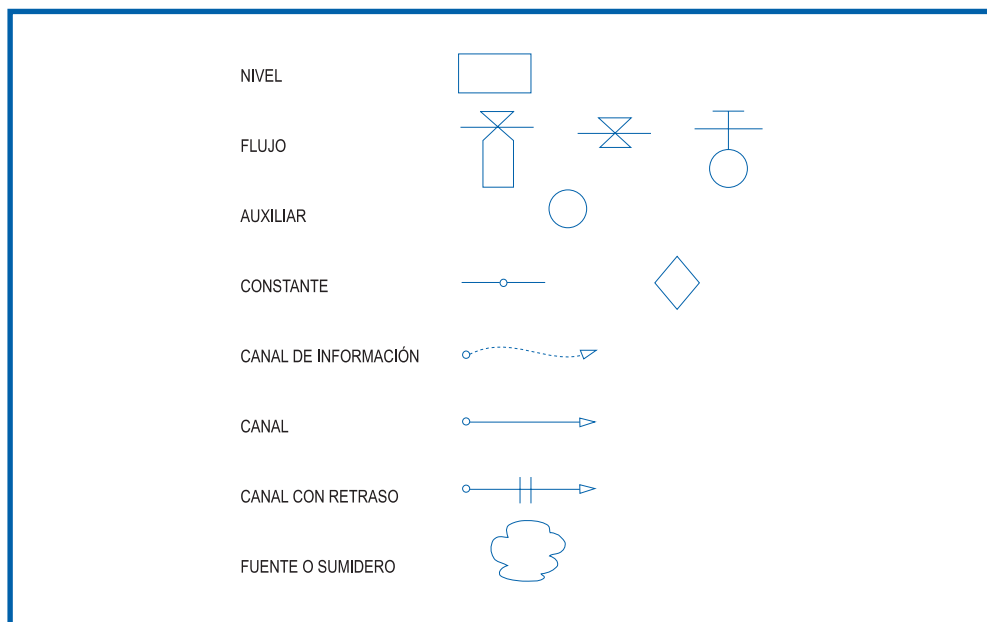 NIVEL
FLUJO
AUXILIAR
CONSTANTE
CANAL DE INFORMACIÓN
CANAL
CANAL CON RETRASO
FUENTE O SUMIDERO